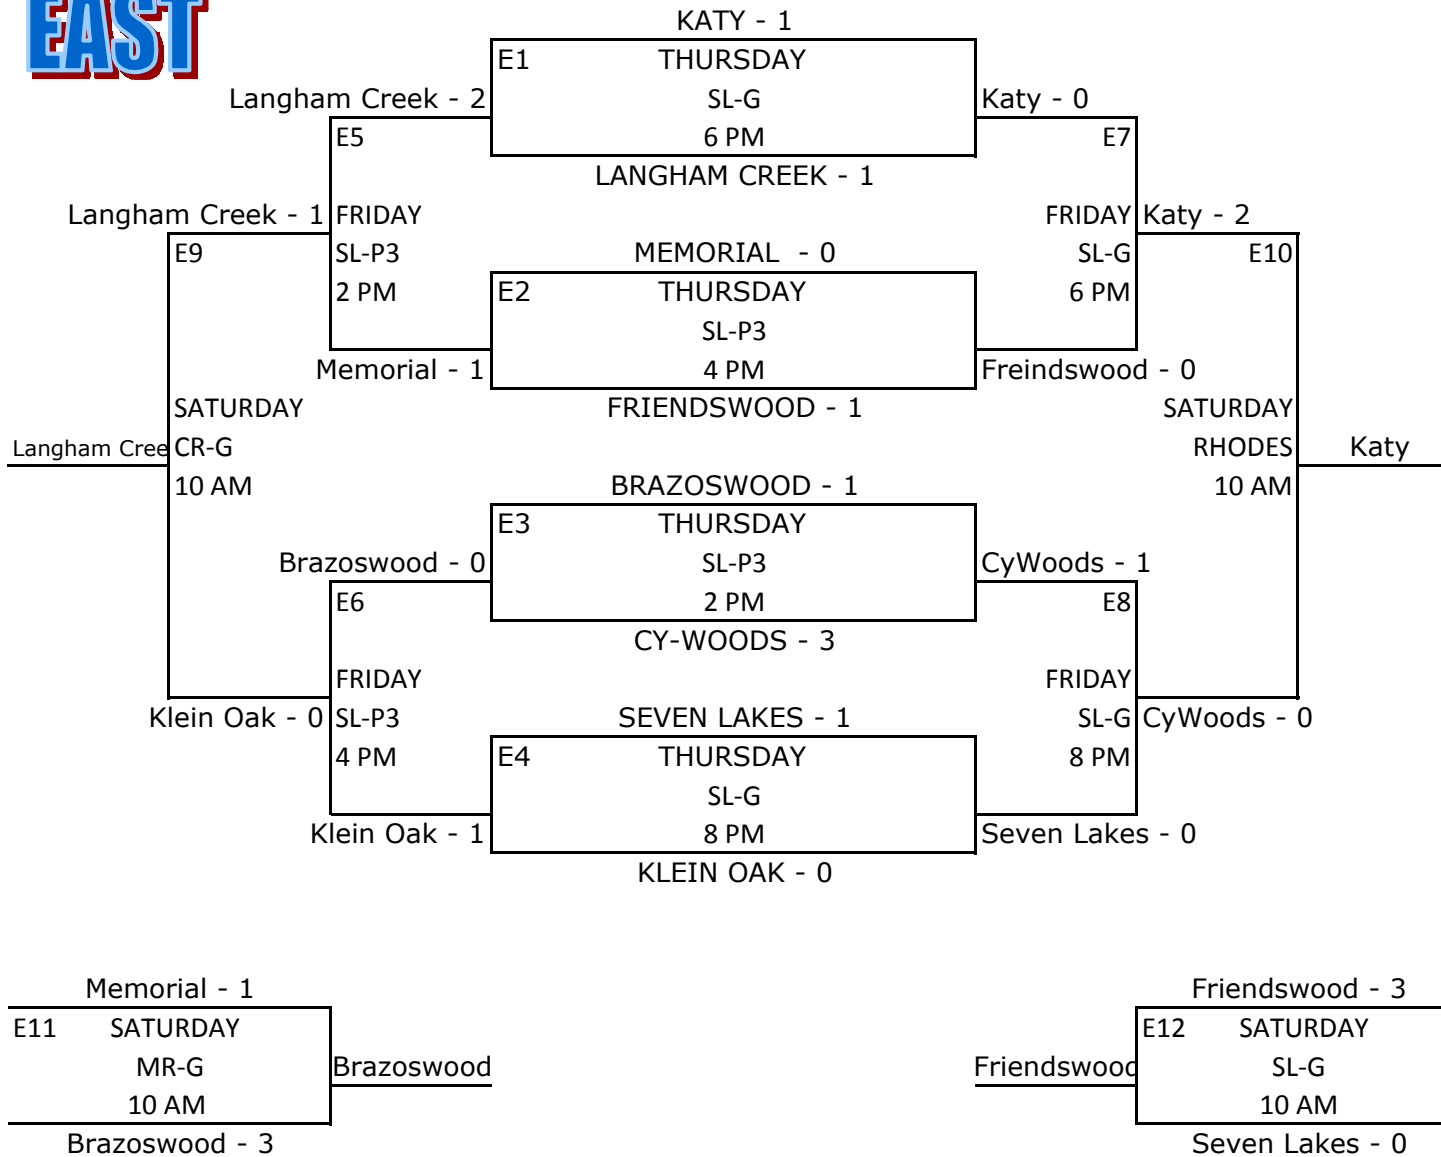 EAST
KATY - 1
E1 THURSDAY
Langham Creek - 2 SL-G Katy - 0
E5 6 PM E7
LANGHAM CREEK - 1
Langham Creek - 1 FRIDAY FRIDAY Katy - 2
E9 SL-P3 MEMORIAL - 0 SL-G E10
2 PM E2 THURSDAY 6 PM
SL-P3
Memorial - 1 4 PM Freindswood - 0
SATURDAY FRIENDSWOOD - 1 SATURDAY
Langham Cree CR-G RHODES Katy
10 AM BRAZOSWOOD - 1 10 AM
E3 THURSDAY
Brazoswood - 0 SL-P3 CyWoods - 1
E6 2 PM E8
CY-WOODS - 3
FRIDAY FRIDAY
Klein Oak - 0 SL-P3 SEVEN LAKES - 1 SL-G CyWoods - 0
4 PM E4 THURSDAY 8 PM
SL-G
Klein Oak - 1 8 PM Seven Lakes - 0
KLEIN OAK - 0
Memorial - 1 Friendswood - 3
E11 SATURDAY E12 SATURDAY
MR-G Brazoswood Friendswood SL-G
10 AM 10 AM
Brazoswood - 3 Seven Lakes - 0